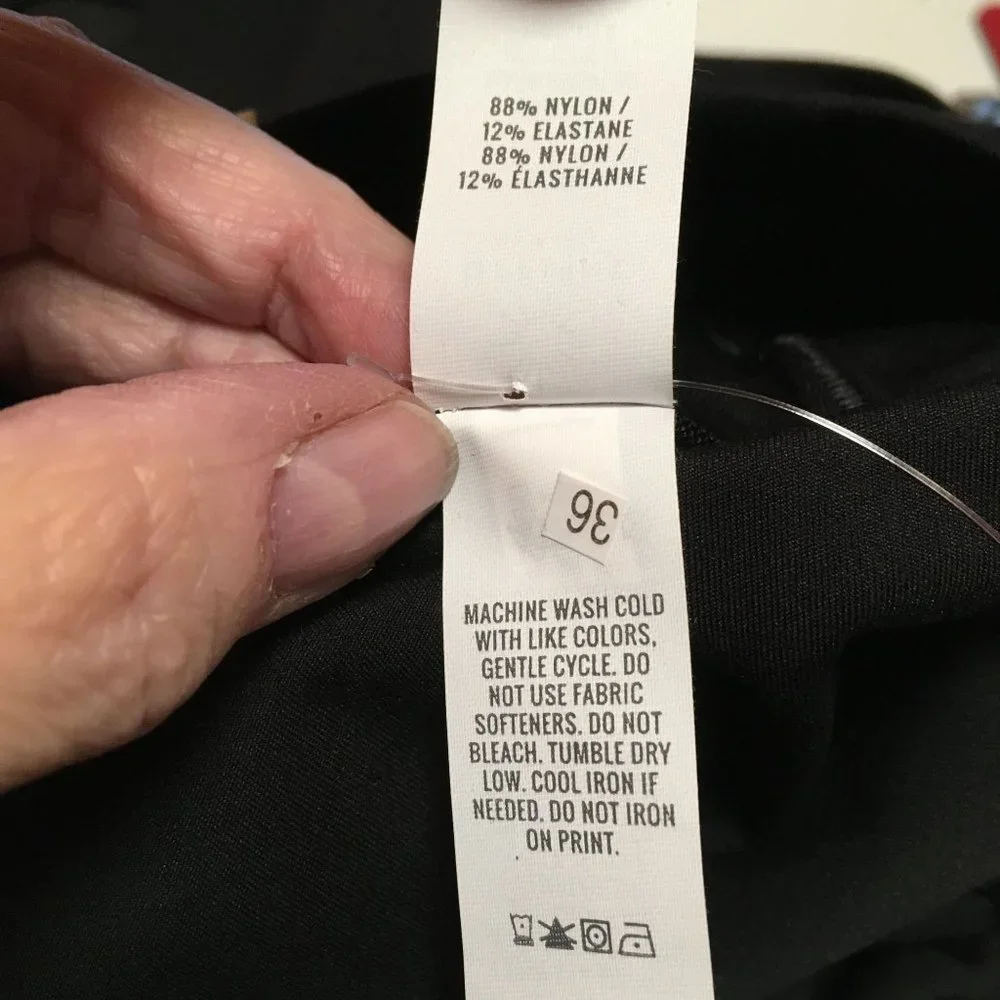 88% NYLON /
12% ELASTANE
88% NYLON /
12% ÉLASTHANNE
36
MACHINE WASH COLD
WITH LIKE COLORS,
GENTLE CYCLE. DO
NOT USE FABRIC
SOFTENERS. DO NOT
BLEACH. TUMBLE DRY
LOW. COOL IRON IF
NEEDED. DO NOT IRON
ON PRINT.